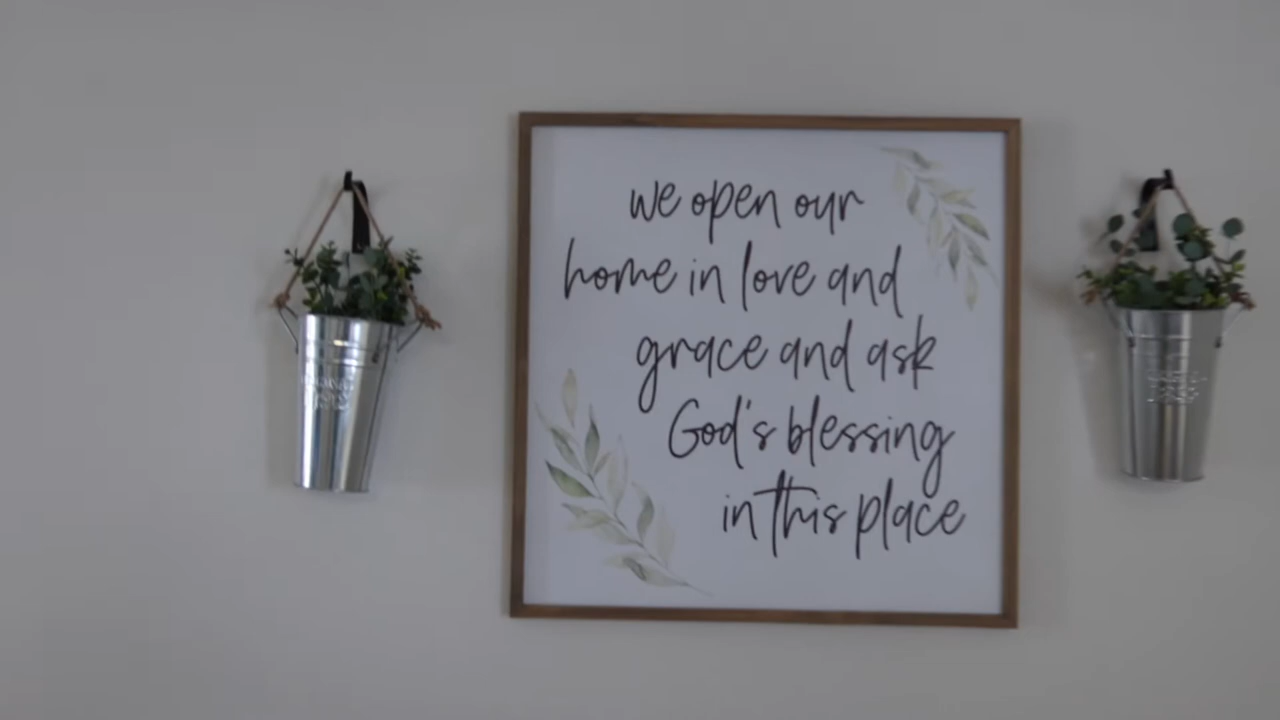 we open our
home in love and
grace and ask
God's blessing
in this place